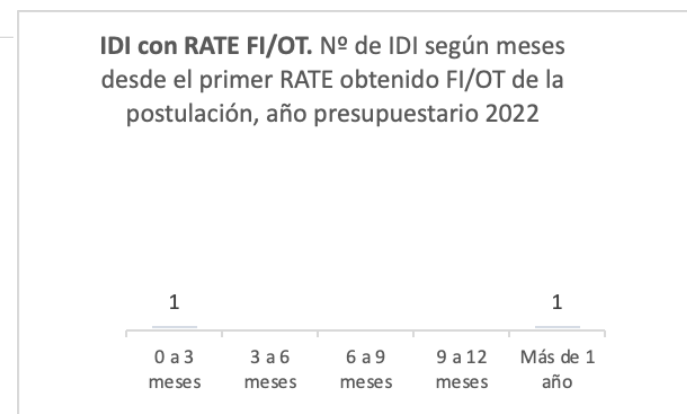 IDI con RATE FI/OT. Nº de IDI según meses
desde el primer RATE obtenido FI/OT de la
postulación, año presupuestario 2022
1
1
0 a 3
meses
3 a 6
meses
6 a 9
meses
9 a 12
meses
Más de 1
año